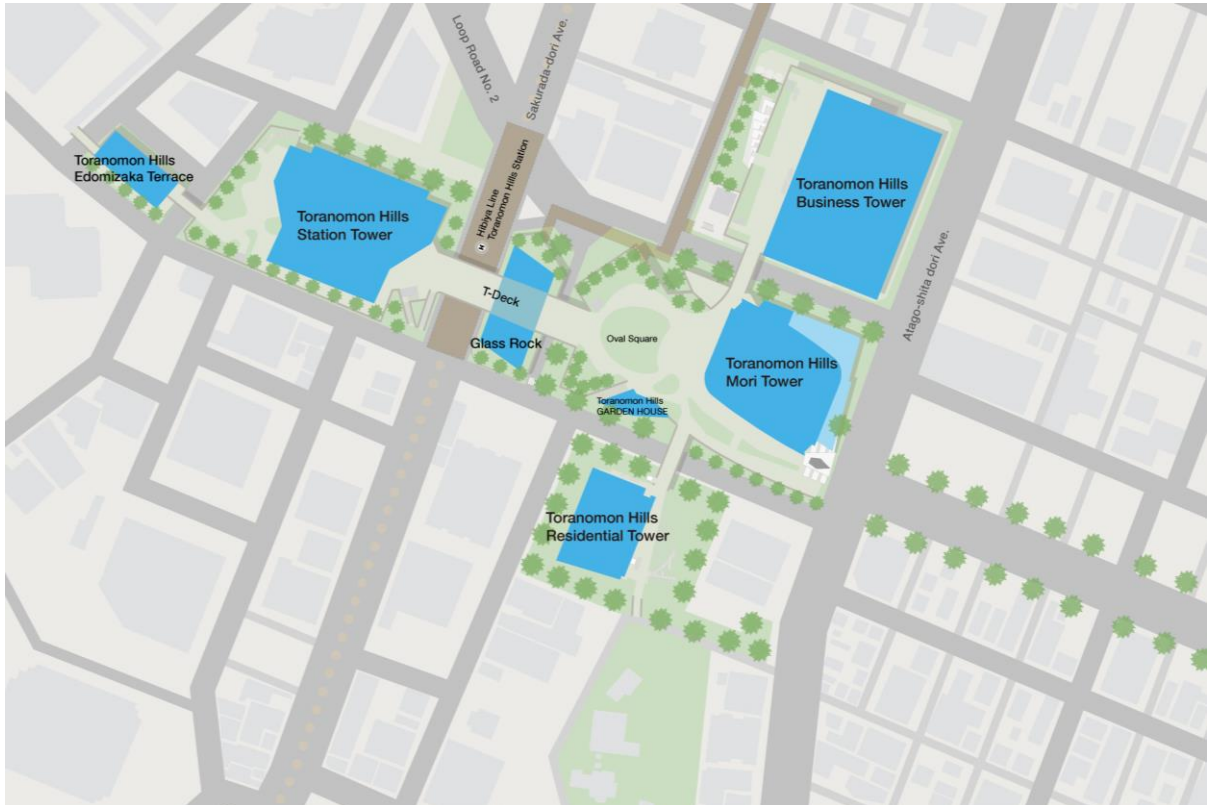 Loop Road No. 2
Sakurada-dori Ave.
Toranomon Hills
Edomizaka Terrace
Toranomon Hills
Station Tower
Hibiya Line
Toranomon Hills Station
Toranomon Hills
Business Tower
Atago-shita dori Ave.
T-Deck
Glass Rock
Oval Square
Toranomon Hills
Mori Tower
Toranomon Hills
GARDEN HOUSE
Toranomon Hills
Residential Tower